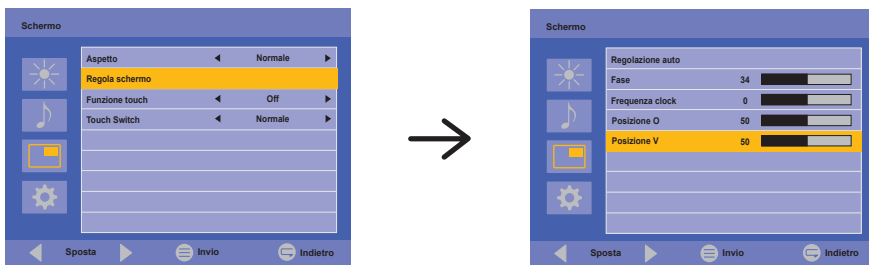 Schermo
Aspetto Normale
Regola schermo
Funzione touch Off
Touch Switch Normale
Sposta Invio Indietro
Schermo
Regolazione auto
Fase 34
Frequenza clock 0
Posizione O 50
Posizione V 50
Sposta Invio Indietro